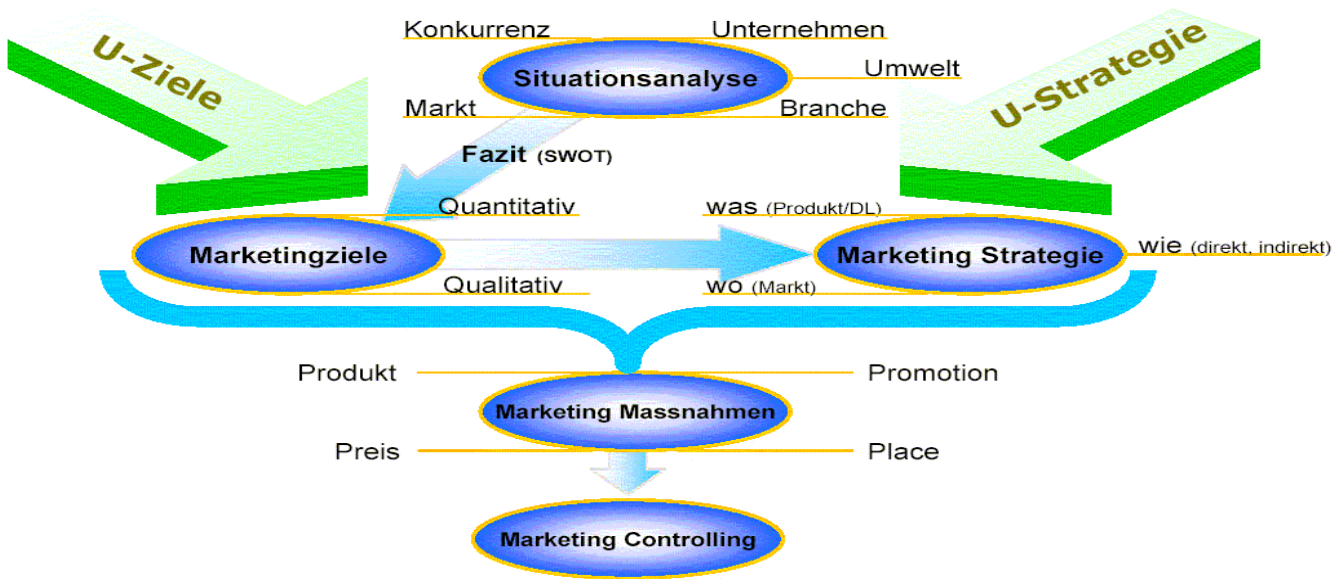 Konkurrenz
Unternehmen
U-Ziele
U-Strategie
Situationsanalyse
Umwelt
Markt
Branche
Fazit (SWOT)
Quantitativ
was (Produkt/DL)
Marketingziele
Marketing Strategie
wie (direkt, indirekt)
Qualitativ
wo (Markt)
Produkt
Promotion
Marketing Massnahmen
Preis
Place
Marketing Controlling